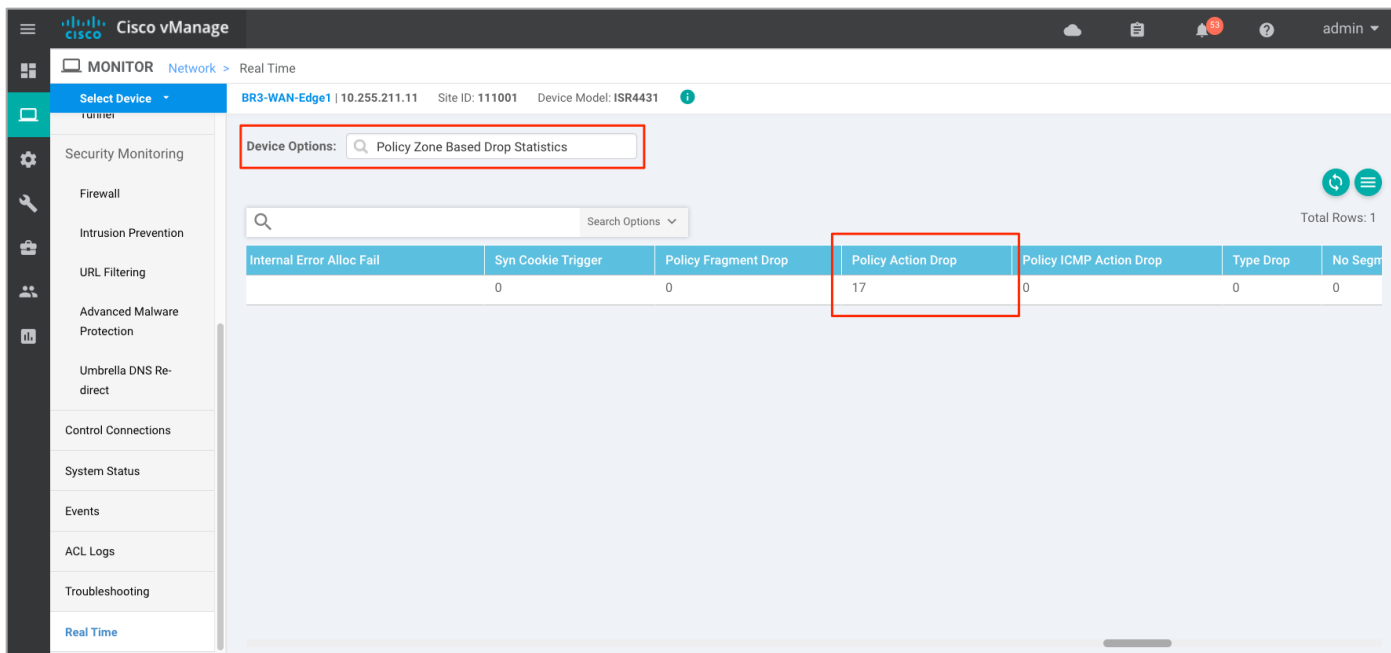 cisco Cisco vManage 53 admin
MONITOR Network > Real Time
Select Device BR3-WAN-Edge1 | 10.255.211.11 Site ID: 111001 Device Model: ISR4431
Tunnel
Security Monitoring
Firewall
Intrusion Prevention
URL Filtering
Advanced Malware
Protection
Umbrella DNS Re-
direct
Control Connections
System Status
Events
ACL Logs
Troubleshooting
Real Time
Device Options: Policy Zone Based Drop Statistics
Search Options
Total Rows: 1
Internal Error Alloc Fail Syn Cookie Trigger Policy Fragment Drop Policy Action Drop Policy ICMP Action Drop Type Drop No Segm
0 0 17 0 0 0